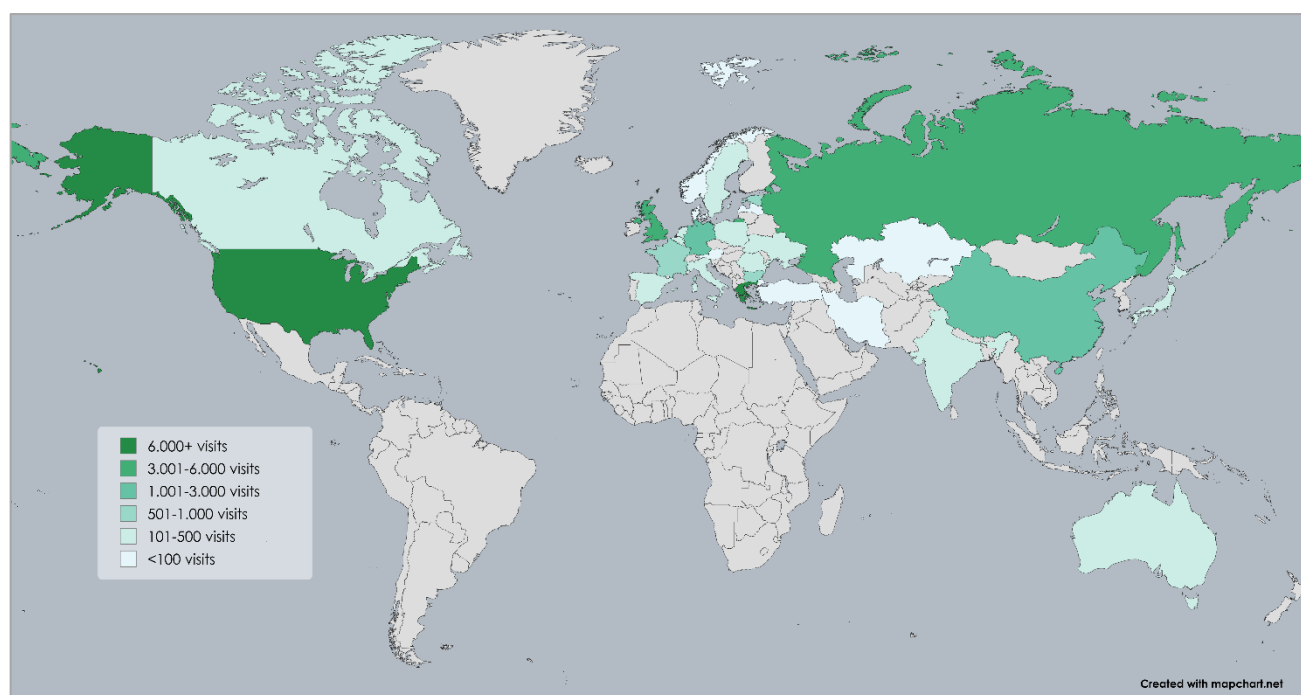 6.000+ visits
3.001-6.000 visits
1.001-3.000 visits
501-1.000 visits
101-500 visits
<100 visits
Created with mapchart.net